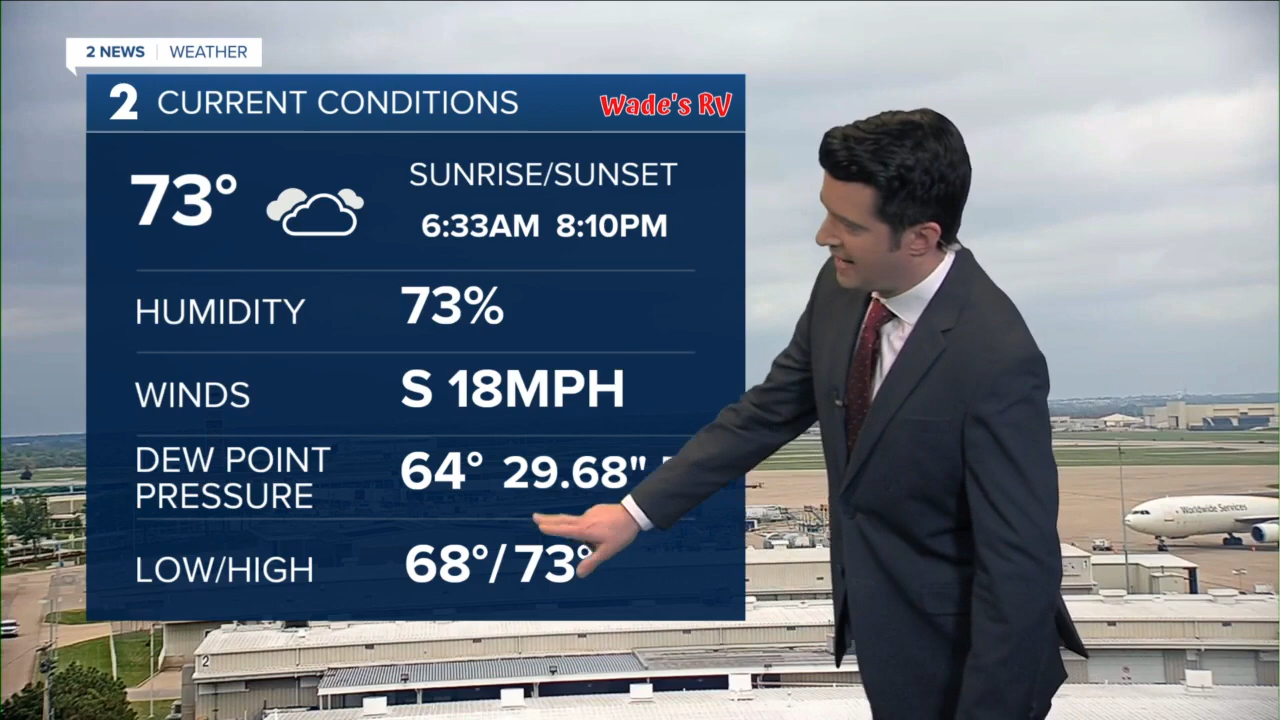 2 NEWS | WEATHER
2 CURRENT CONDITIONS Wade's RV
73° SUNRISE/SUNSET
6:33AM 8:10PM
HUMIDITY 73%
WINDS S 18MPH
DEW POINT
PRESSURE 64° 29.68"
LOW/HIGH 68°/73°
Worldwide Services
2